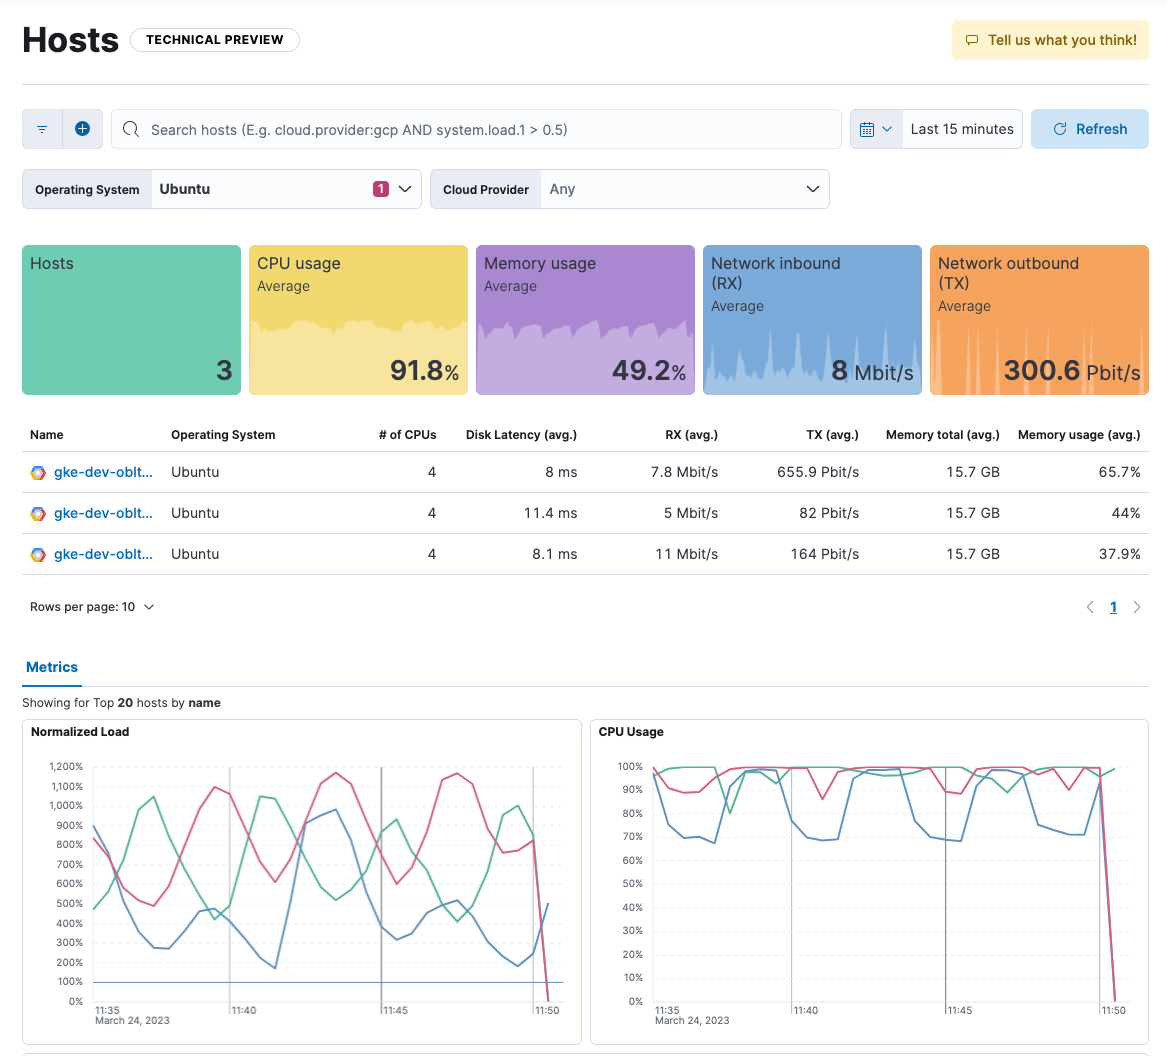 Hosts TECHNICAL PREVIEW Tell us what you think!
Search hosts (E.g. cloud.provider:gcp AND system.load.1 > 0.5) Last 15 minutes Refresh
Operating System Ubuntu 1 Cloud Provider Any
Hosts
3
CPU usage
Average
91.8%
Memory usage
Average
49.2%
Network inbound
(RX)
Average
8 Mbit/s
Network outbound
(TX)
Average
300.6 Pbit/s
Name Operating System # of CPUs Disk Latency (avg.) RX (avg.) TX (avg.) Memory total (avg.) Memory usage (avg.)
gke-dev-oblt... Ubuntu 4 8 ms 7.8 Mbit/s 655.9 Pbit/s 15.7 GB 65.7%
gke-dev-oblt... Ubuntu 4 11.4 ms 5 Mbit/s 82 Pbit/s 15.7 GB 44%
gke-dev-oblt... Ubuntu 4 8.1 ms 11 Mbit/s 164 Pbit/s 15.7 GB 37.9%
Rows per page: 10 1
Metrics
Showing for Top 20 hosts by name
Normalized Load
1,200%
1,100%
1,000%
900%
800%
700%
600%
500%
400%
300%
200%
100%
0%
11:35 11:40 11:45 11:50
March 24, 2023
CPU Usage
100%
90%
80%
70%
60%
50%
40%
30%
20%
10%
0%
11:35 11:40 11:45 11:50
March 24, 2023